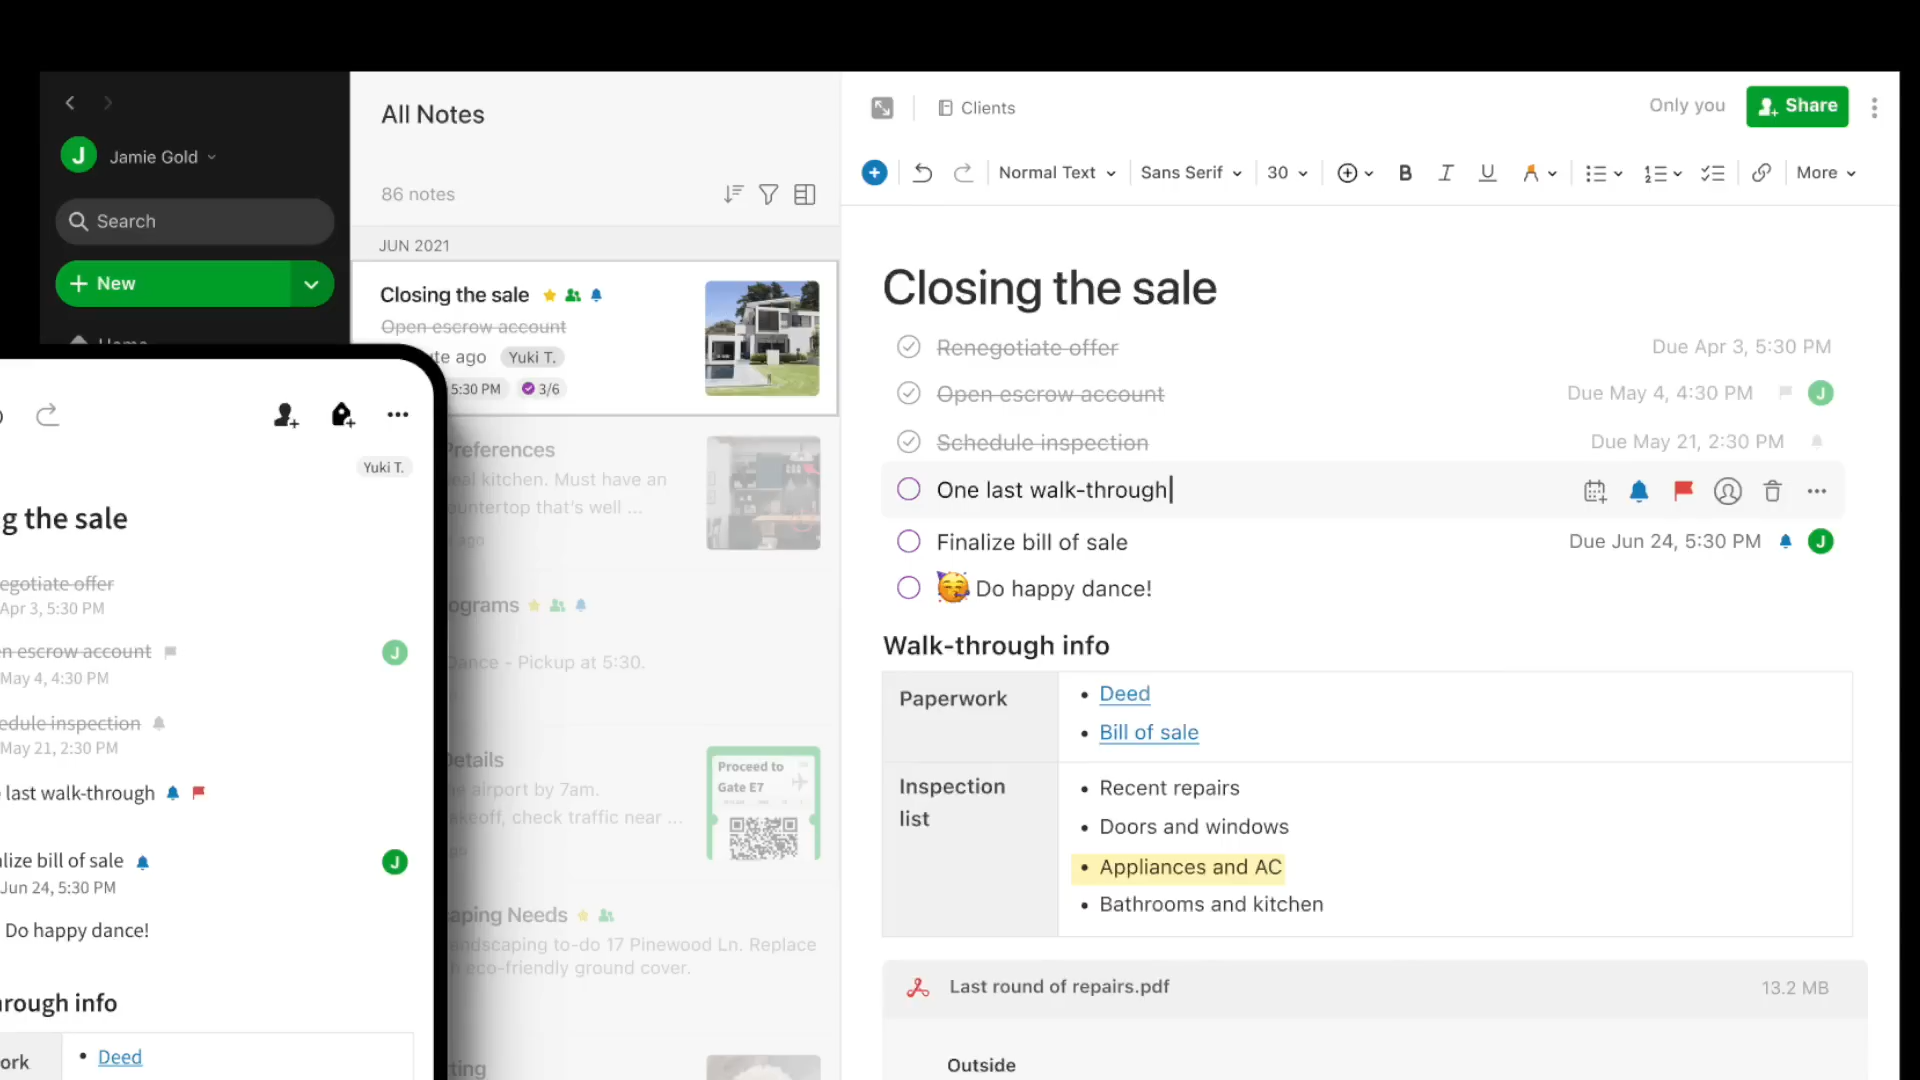 J
Jamie Gold
Search
New
All Notes
86 notes
JUN 2021
Closing the sale
Open escrow account
ago
Yuki T.
5:30 PM
3/6
Preferences
kitchen. Must have an
that's well ...
ago
Dance - Pickup at 5:30.
Details
airport by 7am.
check traffic near ...
Proceed to
Gate E7
Needs
to-do 17 Pinewood Ln. Replace
eco-friendly ground cover.
Clients
Only you
Share
Normal Text
Sans Serif
30
B
I
U
More
Closing the sale
Renegotiate offer
Due Apr 3, 5:30 PM
Open escrow account
Due May 4, 4:30 PM
J
Schedule inspection
Due May 21, 2:30 PM
One last walk-through
Finalize bill of sale
Due Jun 24, 5:30 PM
J
Do happy dance!
Walk-through info
Paperwork
Deed
Bill of sale
Inspection
list
Recent repairs
Doors and windows
Appliances and AC
Bathrooms and kitchen
Last round of repairs.pdf
13.2 MB
Outside
Yuki T.
g the sale
egotiate offer
Apr 3, 5:30 PM
n escrow account
J
May 4, 4:30 PM
edule inspection
May 21, 2:30 PM
last walk-through
lize bill of sale
J
Jun 24, 5:30 PM
Do happy dance!
rough info
ork
Deed